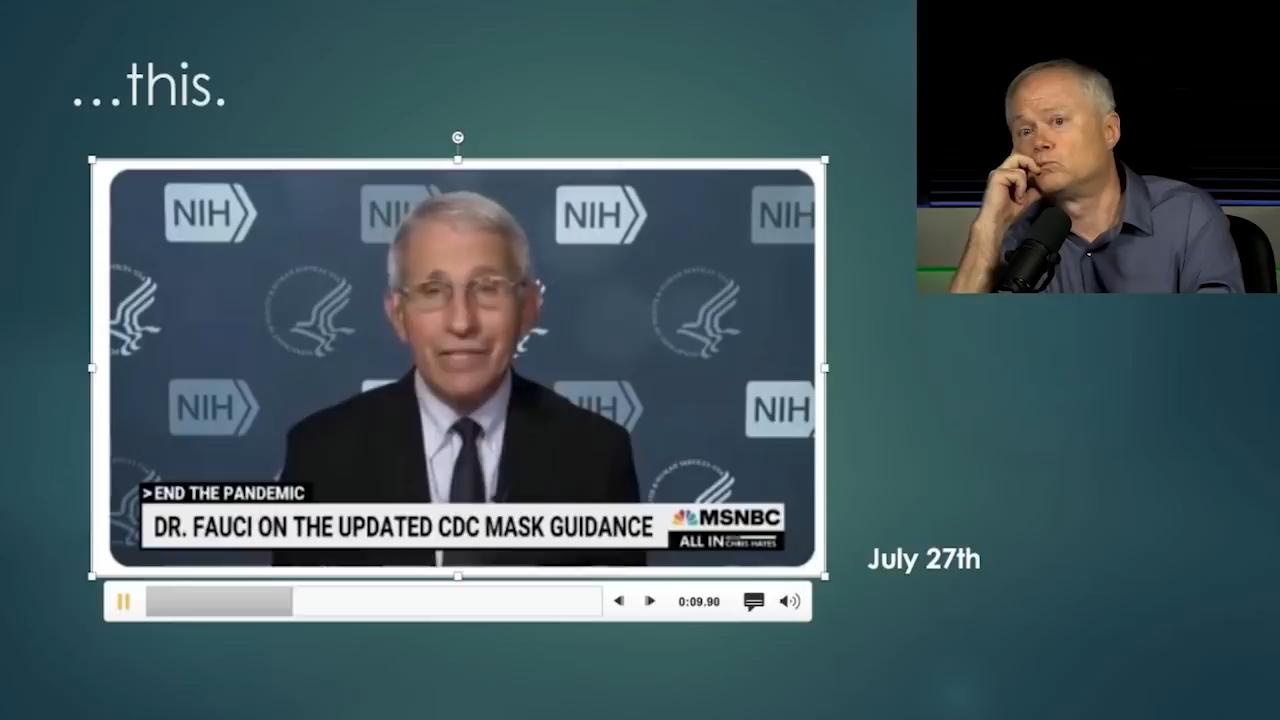 ...this.
NIH
NIH
NIH
NIH
NIH
NIH
NIH
>END THE PANDEMIC
DR. FAUCI ON THE UPDATED CDC MASK GUIDANCE
MSNBC
ALL IN WITH CHRIS HAYES
July 27th
0:09.90